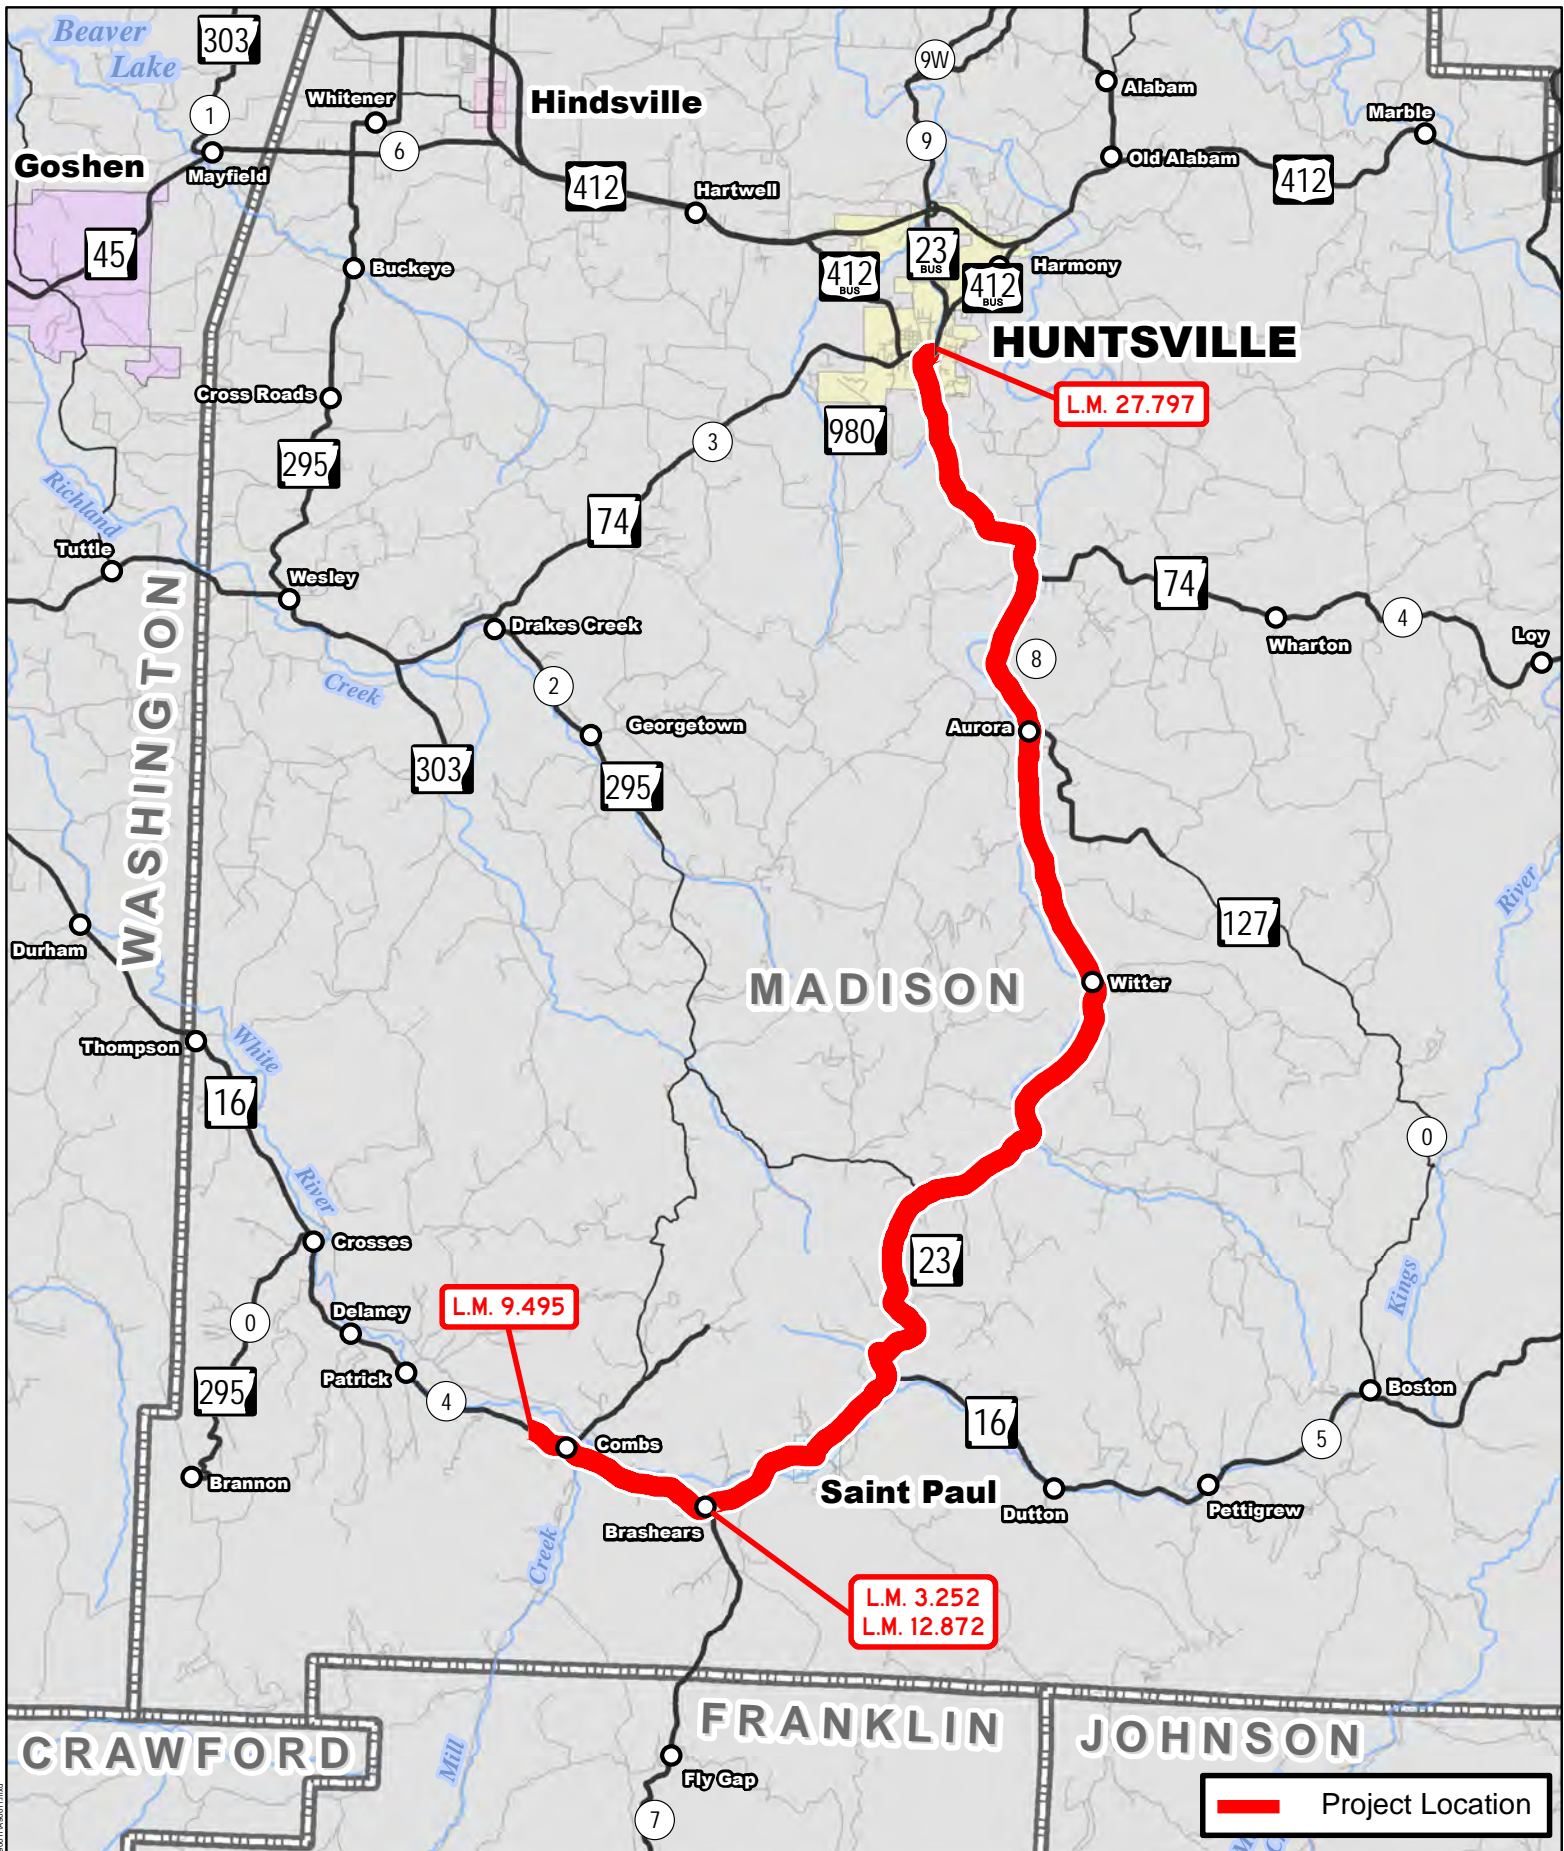 Beaver
Lake
303
9W
Alabam
Whitener
Hindsville
1
Marble
9
Goshen
Mayfield
6
Old Alabam
412
412
Hartwell
45
Buckeye
412
BUS
23
BUS
412
BUS
Harmony
HUNTSVILLE
Cross Roads
L.M. 27.797
980
3
295
Richland
74
Tuttle
Wesley
74
WASHINGTON
Drakes Creek
4
Wharton
Loy
8
Creek
2
Georgetown
Aurora
303
295
River
127
Durham
MADISON
Witter
White
Thompson
16
0
River
Crosses
23
Kings
L.M. 9.495
Delaney
0
Patrick
295
4
Boston
16
5
Combs
Brannon
Saint Paul
Dutton
Pettigrew
Brashears
Creek
L.M. 3.252
L.M. 12.872
FRANKLIN
JOHNSON
CRAWFORD
Mill
Fly Gap
7
Project Location